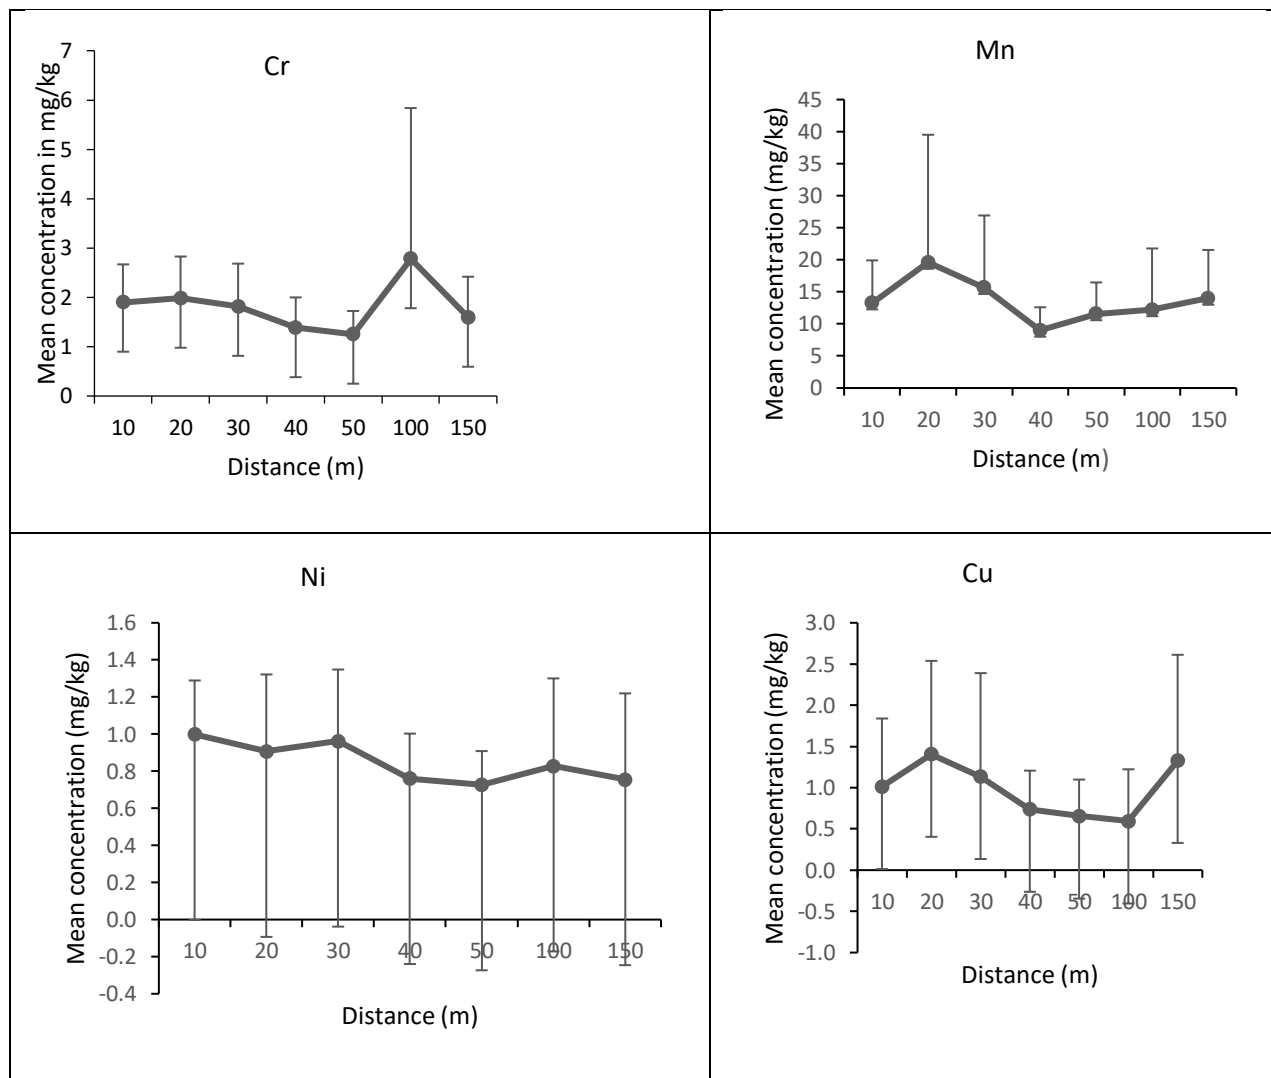 Cr
Mean concentration in mg/kg
7
6
5
4
3
2
1
0
10 20 30 40 50 100 150
Distance (m)
Mn
Mean concentration (mg/kg)
45
40
35
30
25
20
15
10
5
0
10 20 30 40 50 100 150
Distance (m)
Ni
Mean concentration (mg/kg)
1.6
1.4
1.2
1.0
0.8
0.6
0.4
0.2
0.0
-0.2
-0.4
10 20 30 40 50 100 150
Distance (m)
Cu
Mean concentration (mg/kg)
3.0
2.5
2.0
1.5
1.0
0.5
0.0
-0.5
-1.0
10 20 30 40 50 100 150
Distance (m)